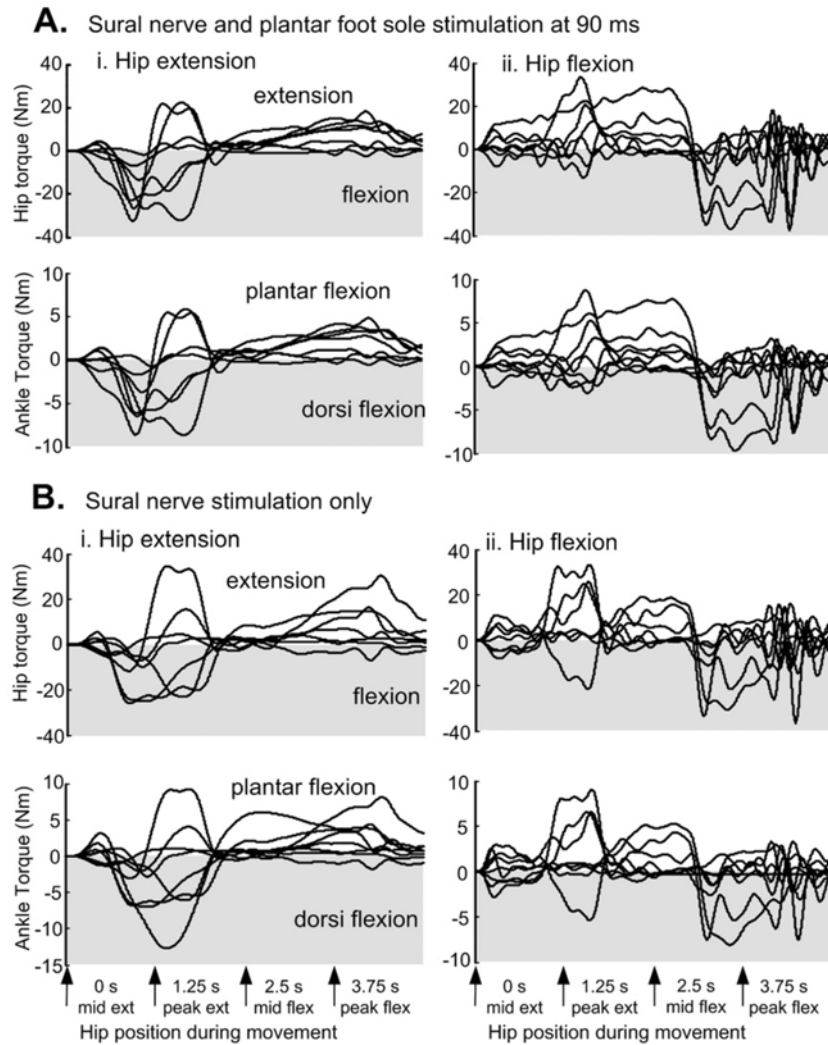 A. Sural nerve and plantar foot sole stimulation at 90 ms
i. Hip extension
ii. Hip flexion
Hip torque (Nm)
40
20
0
-20
-40
extension
flexion
40
20
0
-20
-40
Ankle Torque (Nm)
10
5
0
-5
-10
plantar flexion
dorsi flexion
10
5
0
-5
-10
B. Sural nerve stimulation only
i. Hip extension
ii. Hip flexion
Hip torque (Nm)
40
20
0
-20
-40
extension
flexion
40
20
0
-20
-40
Ankle Torque (Nm)
10
5
0
-5
-10
-15
plantar flexion
dorsi flexion
10
5
0
-5
-10
0 s 1.25 s 2.5 s 3.75 s
mid ext peak ext mid flex peak flex
Hip position during movement
0 s 1.25 s 2.5 s 3.75 s
mid ext peak ext mid flex peak flex
Hip position during movement